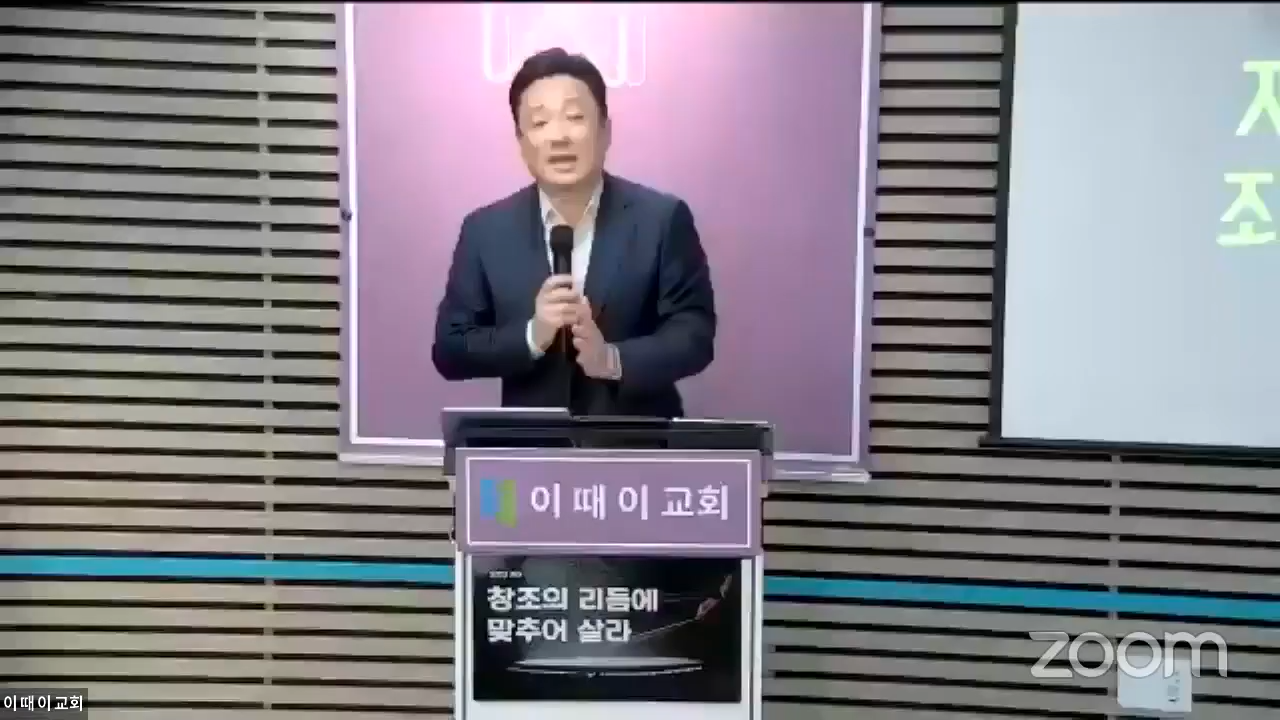 조
이 때 이 교회
창조의 리듬에
맞추어 살라
zoom
이 때 이 교회